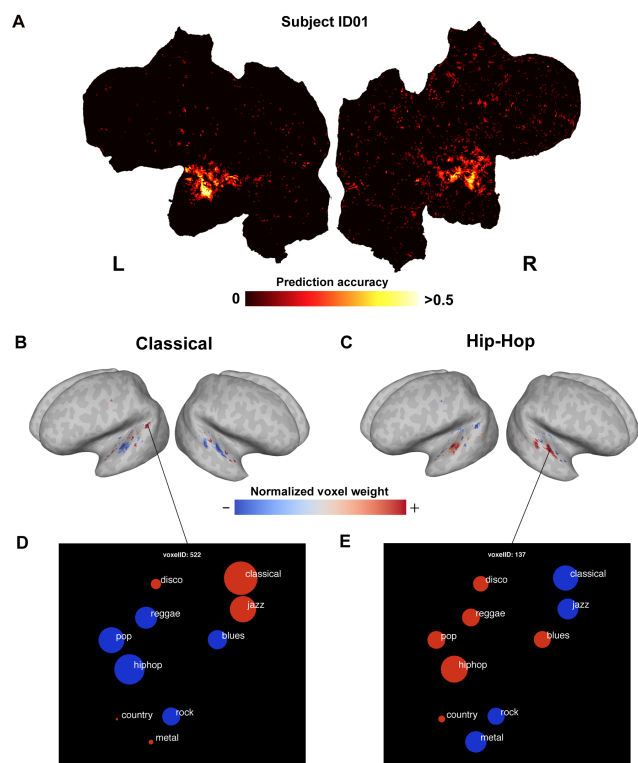 A
Subject ID01
L
R
Prediction accuracy
0
>0.5
B
Classical
C
Hip-Hop
Normalized voxel weight
−
+
D
E
voxelID: 522
classical
disco
jazz
reggae
pop
blues
hiphop
country
rock
metal
voxelID: 137
classical
disco
jazz
reggae
pop
blues
hiphop
country
rock
metal